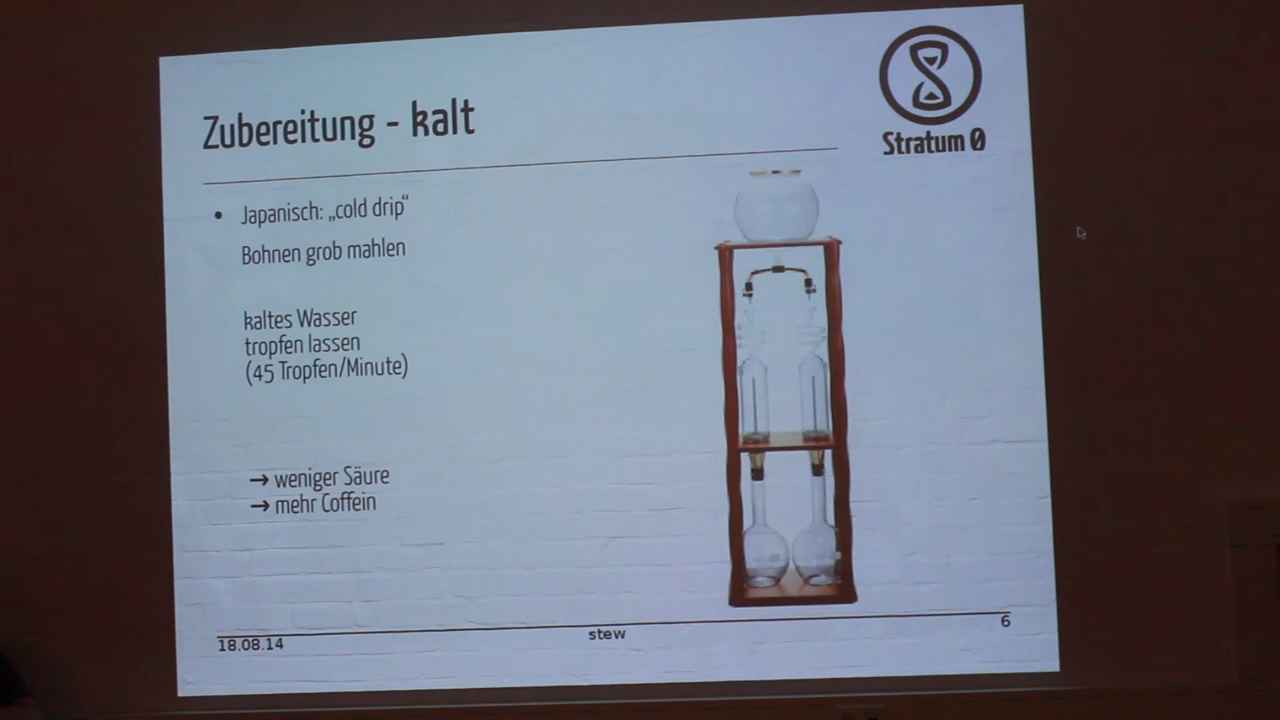 Zubereitung - kalt
Stratum 0
• Japanisch: „cold drip“
Bohnen grob mahlen
kaltes Wasser
tropfen lassen
(45 Tropfen/Minute)
→ weniger Säure
→ mehr Coffein
18.08.14
stew
6